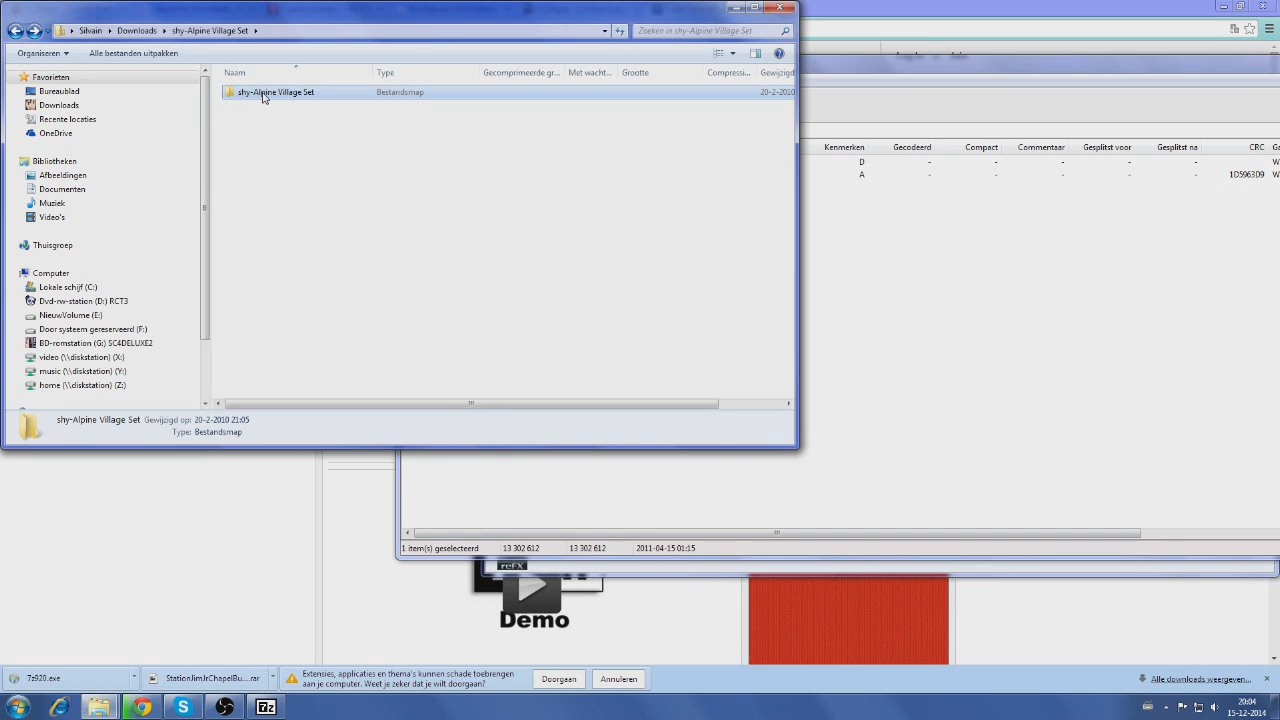 Silvain ▸ Downloads ▸ shy-Alpine Village Set ▸
Zoeken in shy-Alpine Village Set
Organiseren
Alle bestanden uitpakken
Favorieten
Bureaublad
Downloads
Recente locaties
OneDrive
Bibliotheken
Afbeeldingen
Documenten
Muziek
Video's
Thuisgroep
Computer
Lokale schijf (C:)
Dvd-rw-station (D:) RCT3
NieuwVolume (E:)
Door systeem gereserveerd (F:)
BD-romstation (G:) SC4DELUXE2
video (\\diskstation) (X:)
music (\\diskstation) (Y:)
home (\\diskstation) (Z:)
Naam Type Gecomprimeerde gr... Met wacht... Grootte Compressi... Gewijzigd
shy-Alpine Village Set Bestandsmap 20-2-2010
shy-Alpine Village Set Gewijzigd op: 20-2-2010 21:05
Type: Bestandsmap
Kenmerken Gecodeerd Compact Commentaar Gesplitst voor Gesplitst na CRC
D - - - - - W
A - - - - - 1D5963D9 W
1 item(s) geselecteerd 13 302 612 13 302 612 2011-04-15 01:15
reFX
Demo
7z920.exe
StationJimJrChapelBu....rar
Extensies, applicaties en thema's kunnen schade toebrengen
aan je computer. Weet je zeker dat je wilt doorgaan?
Doorgaan
Annuleren
Alle downloads weergeven...
7z
20:04
15-12-2014